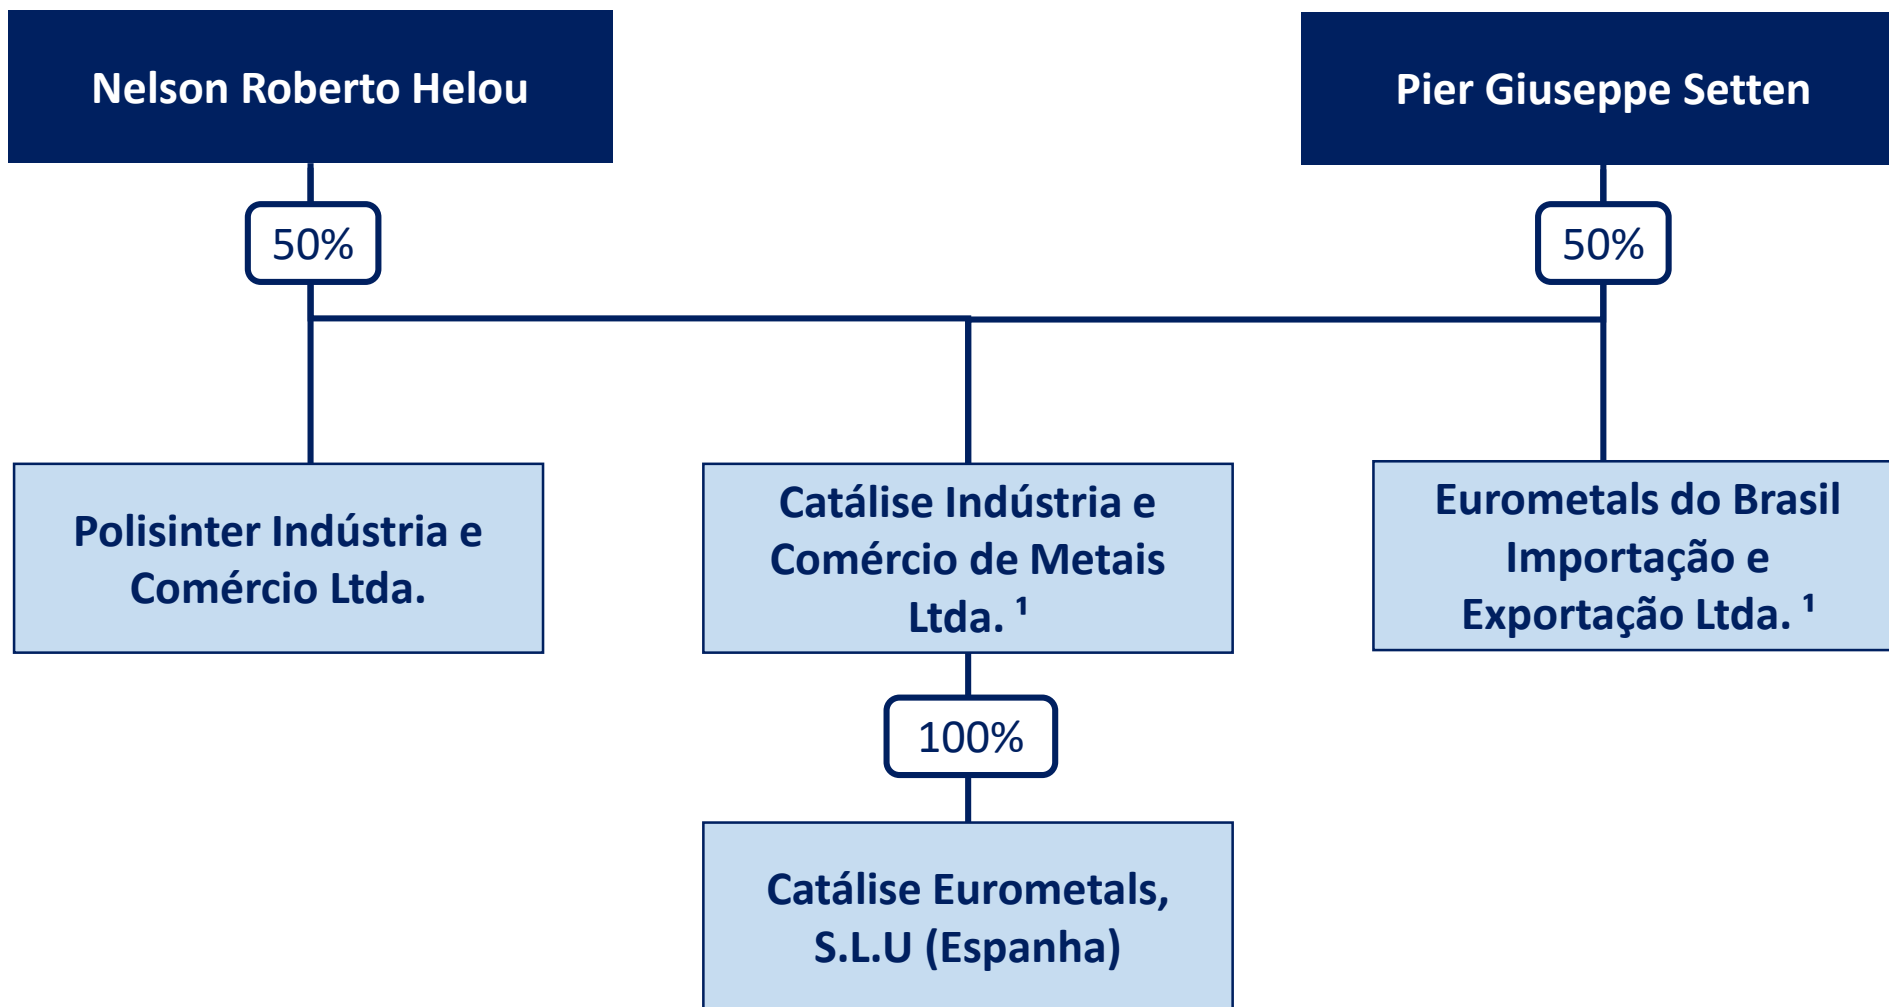 Nelson Roberto Helou
Pier Giuseppe Setten
50%
50%
Polisinter Indústria e
Comércio Ltda.
Catálise Indústria e
Comércio de Metais
Ltda. ¹
Eurometals do Brasil
Importação e
Exportação Ltda. ¹
100%
Catálise Eurometals,
S.L.U (Espanha)